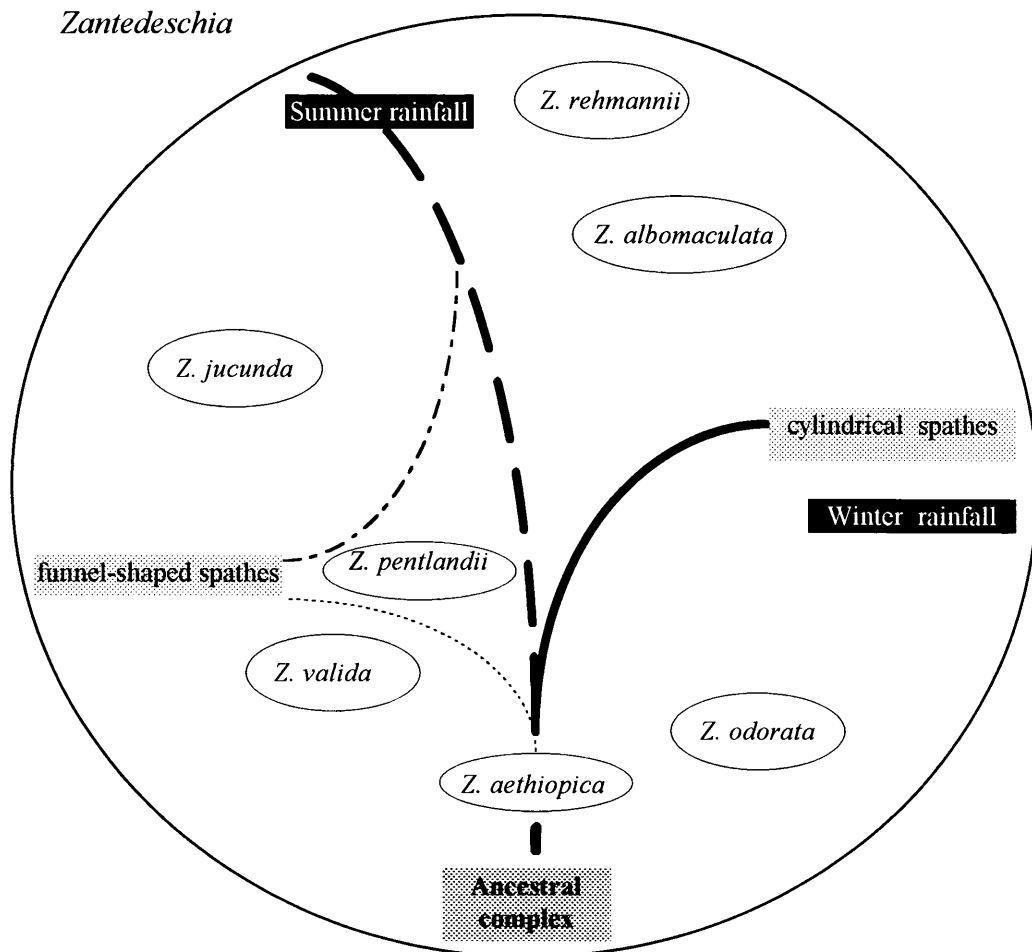 Zantedeschia
Summer rainfall
Z. rehmannii
Z. albomaculata
Z. jucunda
cylindrical spathes
Winter rainfall
Z. pentlandii
funnel-shaped spathes
Z. valida
Z. odorata
Z. aethiopica
Ancestral
complex